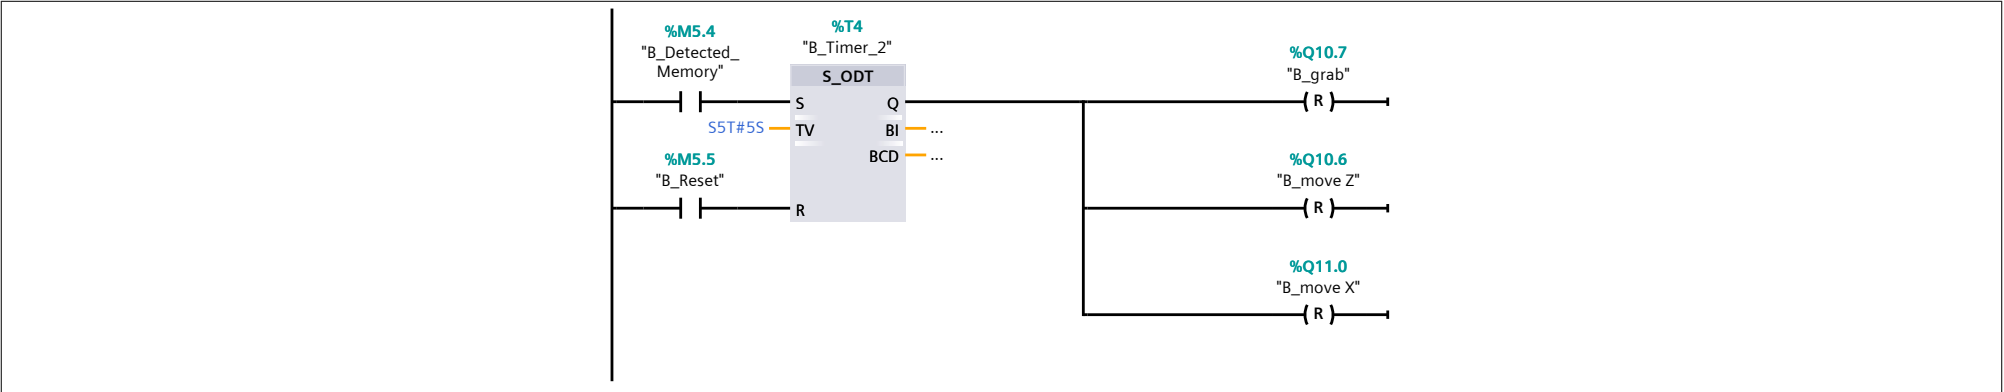 %M5.4
"B_Detected_
Memory"
%T4
"B_Timer_2"
S_ODT
%Q10.7
"B_grab"
S
Q
( R )
S5T#5S
TV
BI
...
BCD
...
%M5.5
"B_Reset"
R
%Q10.6
"B_move Z"
( R )
%Q11.0
"B_move X"
( R )